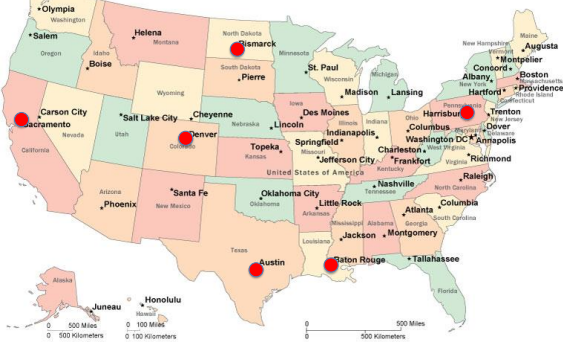 Olympia
Washington
Salem
Oregon
Helena
Montana
Idaho
Boise
North Dakota
Bismarck
South Dakota
Pierre
Minnesota
St. Paul
Wisconsin
Madison
Michigan
Lansing
New Hampshire
Vermont
Maine
Augusta
Montpelier
Concord
Albany
New York
Boston
Massachusetts
Hartford
Providence
Rhode Island
Connecticut
Wyoming
Cheyenne
Carson City
Sacramento
Nevada
California
Salt Lake City
Utah
Denver
Colorado
Nebraska
Lincoln
Iowa
Des Moines
Illinois
Springfield
Indiana
Indianapolis
Ohio
Columbus
Pennsylvania
Harrisburg
Trenton
New Jersey
Dover
Delaware
Maryland
Washington DC
Annapolis
West Virginia
Charleston
Virginia
Richmond
Topeka
Kansas
Missouri
Jefferson City
Kentucky
Frankfort
United States of America
Arizona
Phoenix
Santa Fe
New Mexico
Oklahoma City
Oklahoma
Little Rock
Arkansas
Nashville
Tennessee
Raleigh
North Carolina
Columbia
South Carolina
Atlanta
Georgia
Mississippi
Jackson
Alabama
Montgomery
Texas
Austin
Louisiana
Baton Rouge
Tallahassee
Florida
Alaska
Juneau
Honolulu
Hawaii
0 500 Miles
0 500 Kilometers
0 100 Miles
0 100 Kilometers
0 500 Miles
0 500 Kilometers